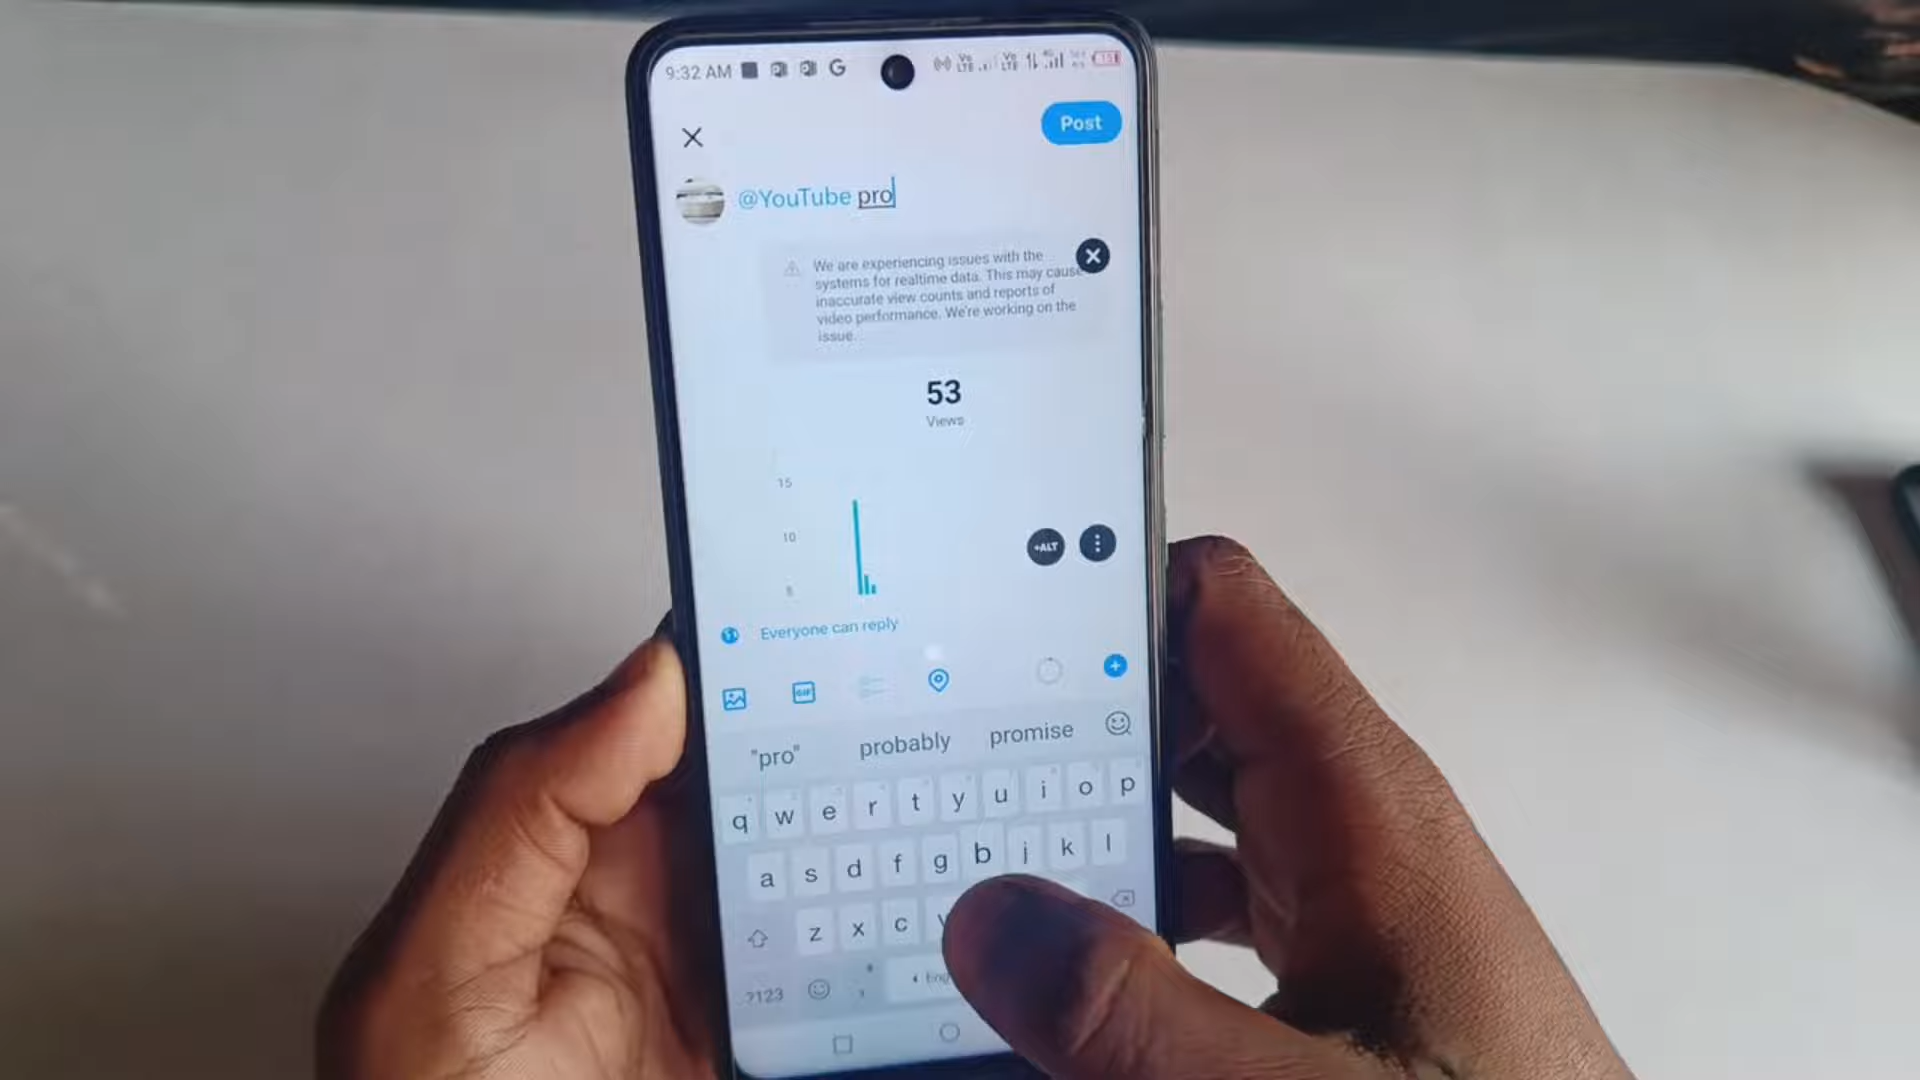 9:32 AM
Post
@YouTube pro
We are experiencing issues with the
systems for realtime data. This may cause
inaccurate view counts and reports of
video performance. We're working on the
issue.
53
Views
15
10
5
+ALT
Everyone can reply
GIF
"pro" probably promise
q w e r t y u i o p
a s d f g b j k l
z x c v
?123 , Eng